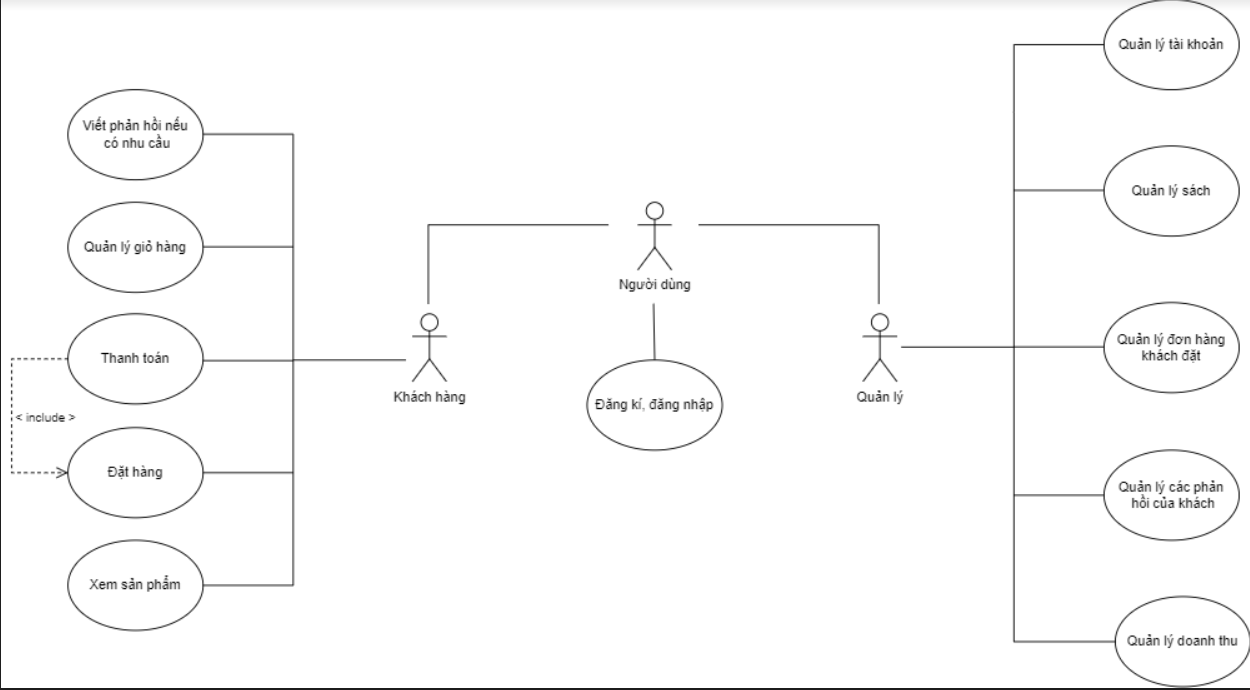 Viết phản hồi nếu
có nhu cầu
Quản lý giỏ hàng
Thanh toán
< include >
Đặt hàng
Xem sản phẩm
Người dùng
Khách hàng
Đăng kí, đăng nhập
Quản lý
Quản lý tài khoản
Quản lý sách
Quản lý đơn hàng
khách đặt
Quản lý các phản
hồi của khách
Quản lý doanh thu